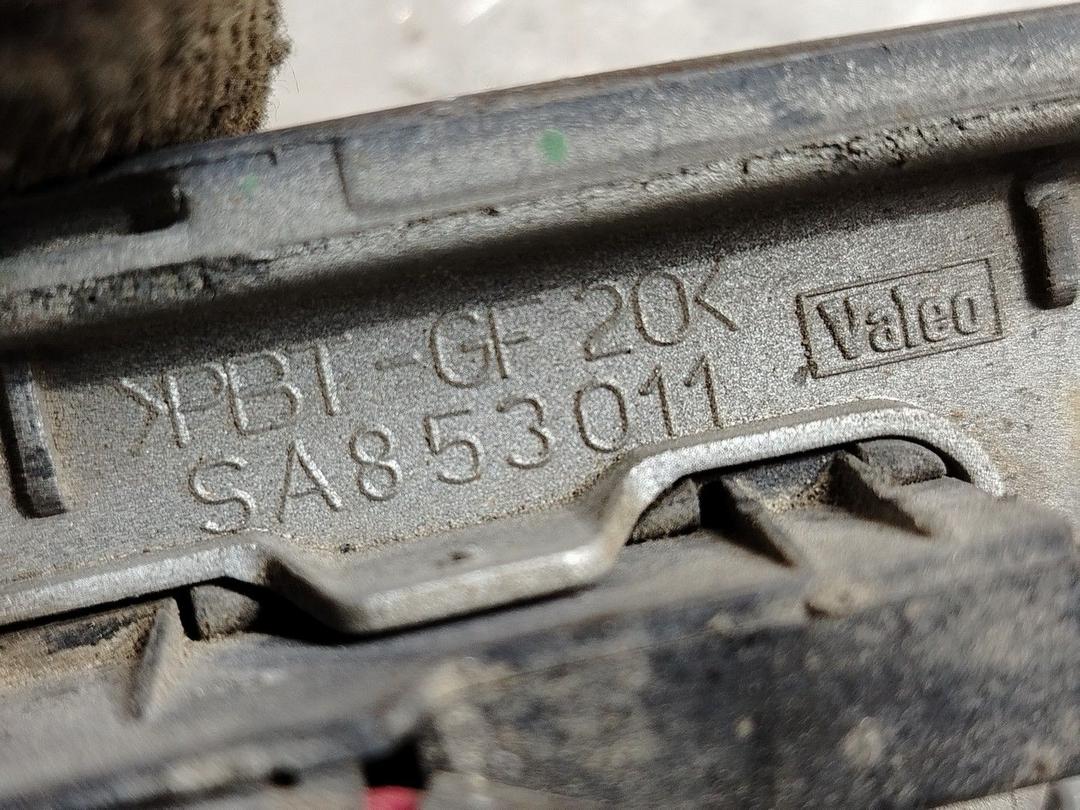 >PBT-GF 20<
SA853011
Valeo